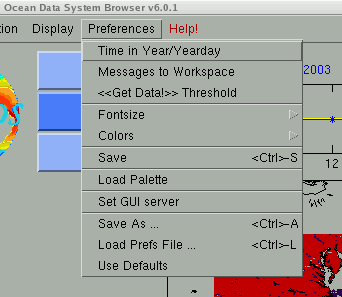 Ocean Data System Browser v6.0.1
tion Display Preferences Help!
Time in Year/Yearday
Messages to Workspace
<<Get Data!>> Threshold
Fontsize
Colors
Save <Ctrl>-S
Load Palette
Set GUI server
Save As ... <Ctrl>-A
Load Prefs File ... <Ctrl>-L
Use Defaults
2003
12